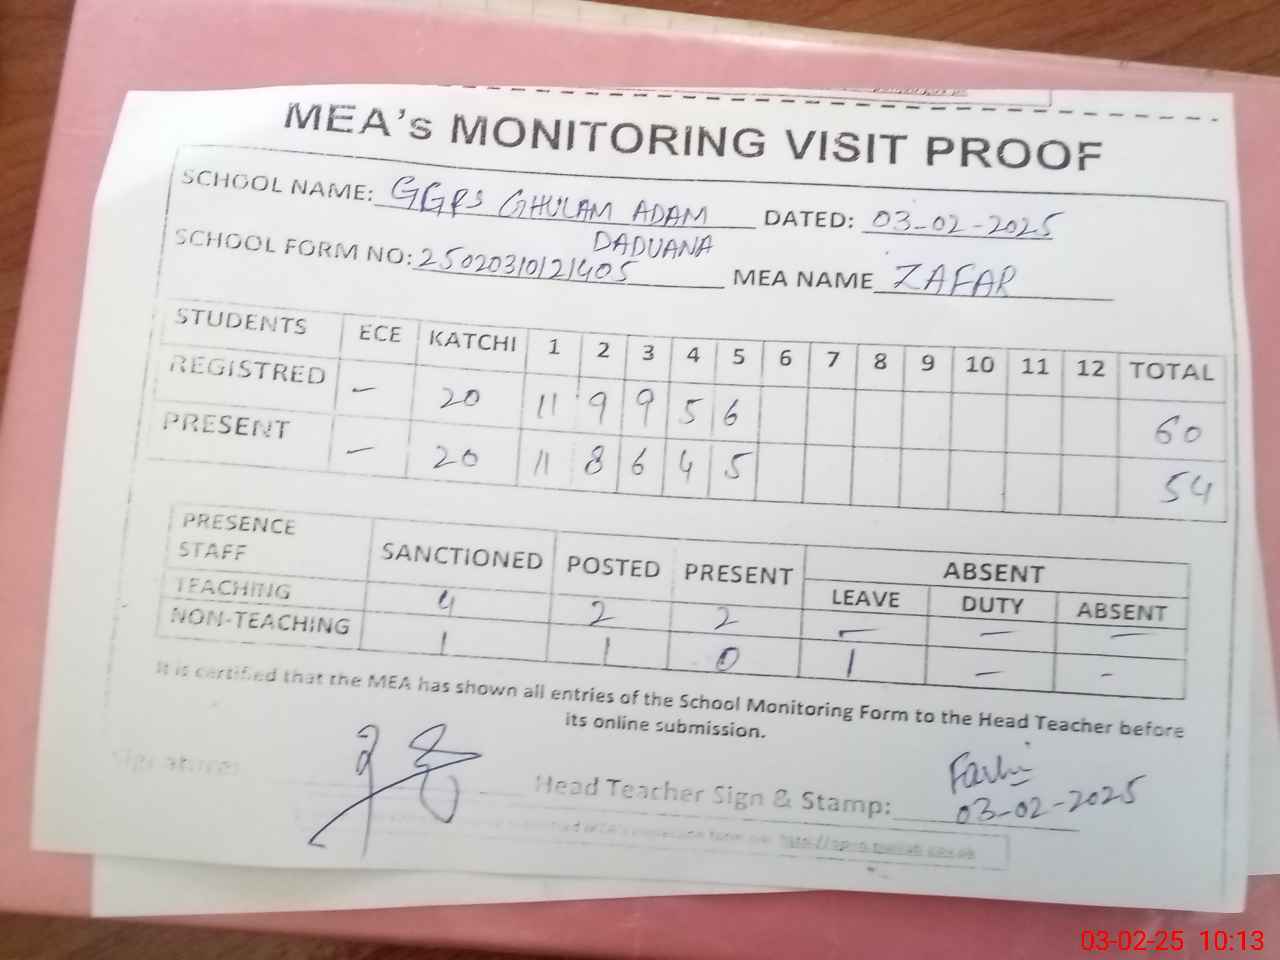 MEA's MONITORING VISIT PROOF
SCHOOL NAME: GGPS GHULAM ADAM DATED: 03-02-2025
DADUANA
SCHOOL FORM NO: 25020310121405 MEA NAME ZAFAR
STUDENTS ECE KATCHI 1 2 3 4 5 6 7 8 9 10 11 12 TOTAL
REGISTRED – 20 11 9 9 5 6 60
PRESENT – 20 11 8 6 4 5 54
PRESENCE STAFF SANCTIONED POSTED PRESENT ABSENT
LEAVE DUTY ABSENT
TEACHING 4 2 2 – – –
NON-TEACHING 1 1 0 1 – -
It is certified that the MEA has shown all entries of the School Monitoring Form to the Head Teacher before
its online submission.
Signature: Head Teacher Sign & Stamp:
03-02-2025
03-02-25 10:13